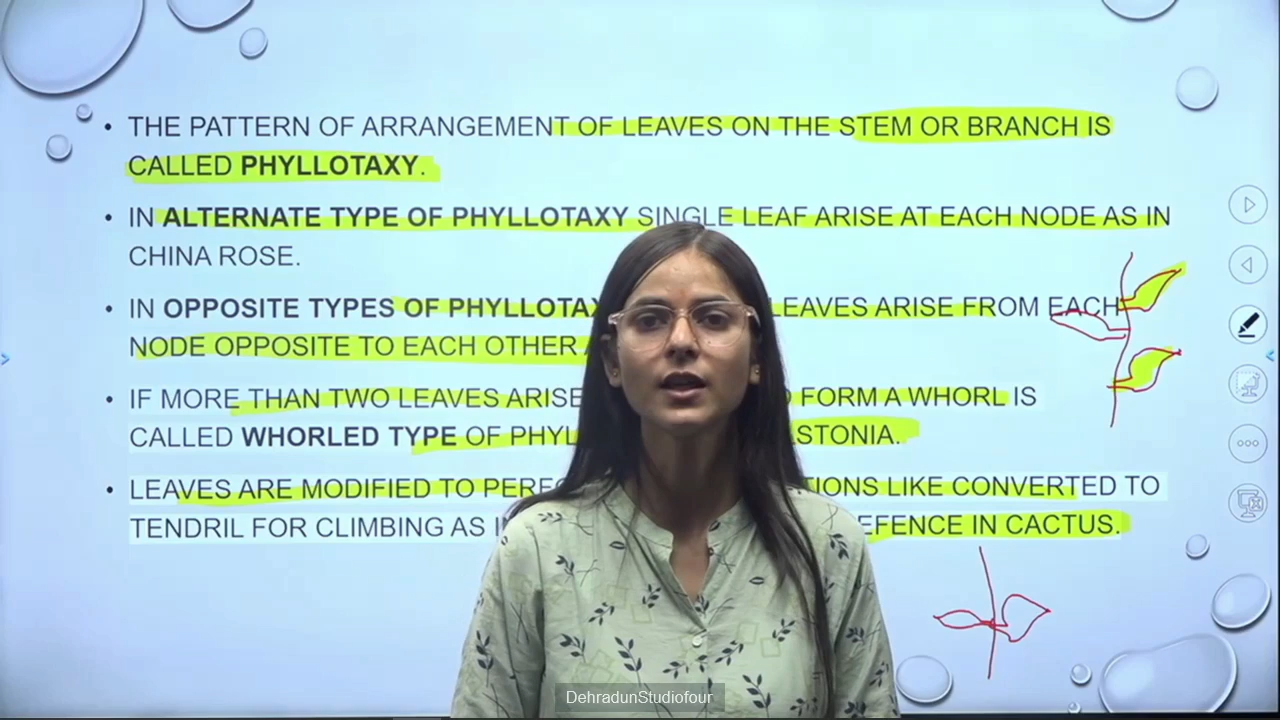 THE PATTERN OF ARRANGEMENT OF LEAVES ON THE STEM OR BRANCH IS
CALLED PHYLLOTAXY.
IN ALTERNATE TYPE OF PHYLLOTAXY SINGLE LEAF ARISE AT EACH NODE AS IN
CHINA ROSE.
IN OPPOSITE TYPES OF PHYLLOTAX LEAVES ARISE FROM EACH
NODE OPPOSITE TO EACH OTHER
IF MORE THAN TWO LEAVES ARISE FORM A WHORL IS
CALLED WHORLED TYPE OF PHYL STONIA.
LEAVES ARE MODIFIED TO LIKE CONVERTED TO
TENDRIL FOR CLIMBING AS EFENCE IN CACTUS.
DehradunStudiofour